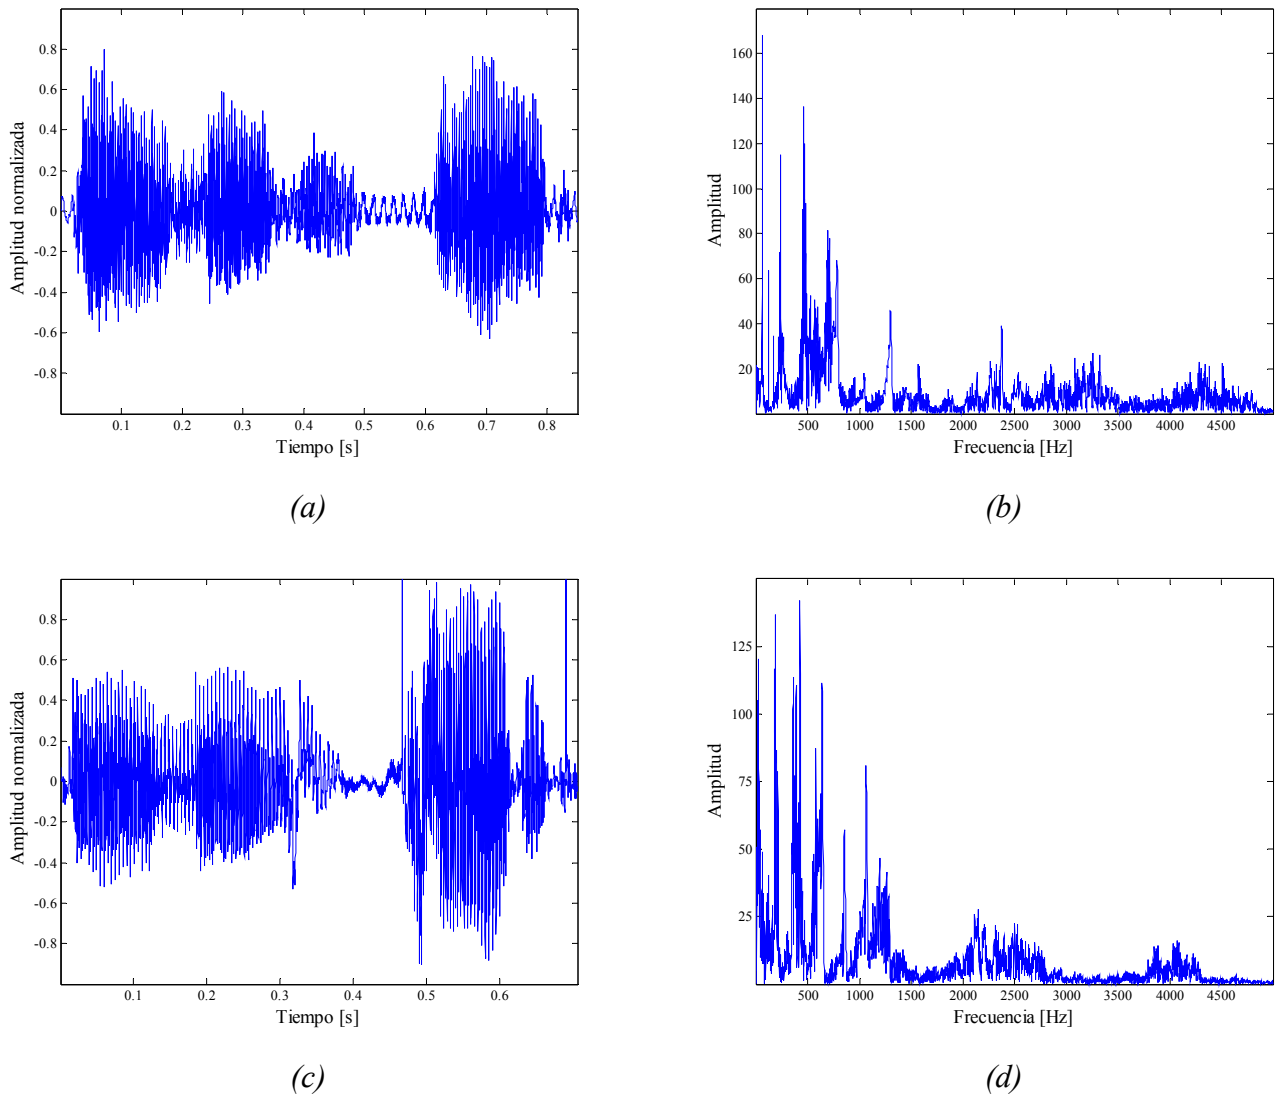 0.8
0.6
0.4
0.2
0
-0.2
-0.4
-0.6
-0.8
Amplitud normalizada
0.1 0.2 0.3 0.4 0.5 0.6 0.7 0.8
Tiempo [s]
(a)
160
140
120
100
80
60
40
20
Amplitud
500 1000 1500 2000 2500 3000 3500 4000 4500
Frecuencia [Hz]
(b)
0.8
0.6
0.4
0.2
0
-0.2
-0.4
-0.6
-0.8
Amplitud normalizada
0.1 0.2 0.3 0.4 0.5 0.6
Tiempo [s]
(c)
125
100
75
50
25
Amplitud
500 1000 1500 2000 2500 3000 3500 4000 4500
Frecuencia [Hz]
(d)